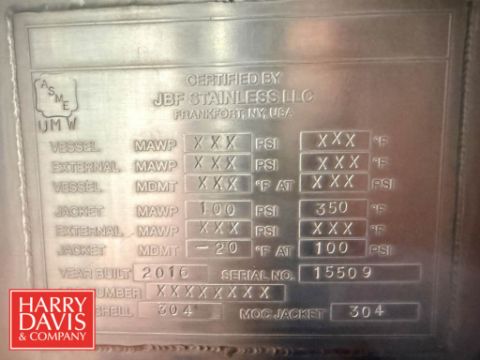 ASME
UMW
CERTIFIED BY
JBF STAINLESS LLC
FRANKFORT, NY, USA
VESSEL MAWP XXX PSI XXX °F
EXTERNAL MAWP XXX PSI XXX °F
VESSEL MDMT XXX °F AT XXX PSI
JACKET MAWP 100 PSI 350 °F
EXTERNAL MAWP XXX PSI XXX °F
JACKET MDMT -20 °F AT 100 PSI
YEAR BUILT 2016 SERIAL NO. 15509
NUMBER XXXXXXXX
SHELL 304 MOC JACKET 304
HARRY
DAVIS
& COMPANY